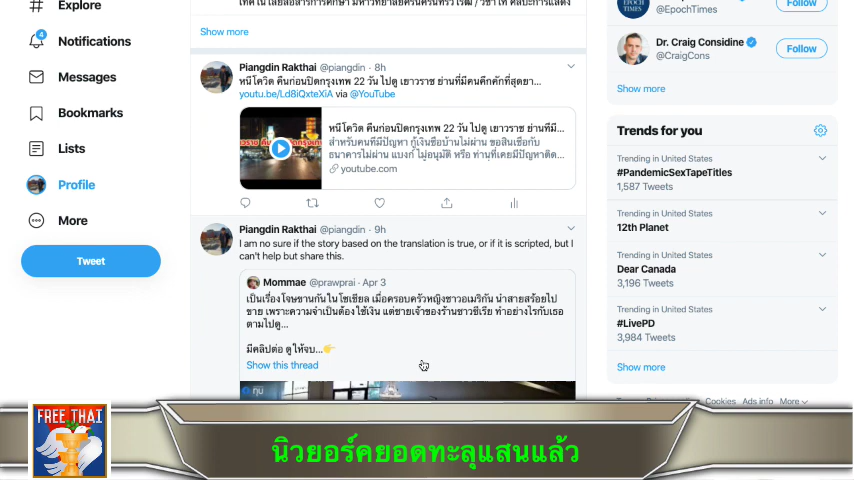 Explore
4
Notifications
Messages
Bookmarks
Lists
Profile
More
Tweet
Show more
Piangdin Rakthai @piangdin · 8h
หนีโควิด คืนก่อนปิดกรุงเทพ 22 วัน ไปดู เยาวราช ย่านที่มีคนคึกคักที่สุดยา...
youtu.be/Ld8iQxteXiA via @YouTube
หนีโควิด คืนก่อนปิดกรุงเทพ 22 วัน ไปดู เยาวราช ย่านที่มี...
สำหรับคนที่มีปัญหา กู้เงินซื้อบ้านไม่ผ่าน ขอสินเชื่อกับ
ธนาคารไม่ผ่าน แบงก์ ไม่อนุมัติ หรือ ท่านที่เคยมีปัญหาติด...
youtube.com
Piangdin Rakthai @piangdin · 9h
I am no sure if the story based on the translation is true, or if it is scripted, but I
can't help but share this.
Mommae @prawprai · Apr 3
เป็นเรื่องโจษขานกันในโซเชียล เมื่อครอบครัวหญิงชาวอเมริกัน นำสายสร้อยไป
ขาย เพราะความจำเป็นต้องใช้เงิน แต่ชายเจ้าของร้านชาวซีเรีย ทำอย่างไรกับเธอ
ตามไปดู...
มีคลิปต่อ ดูให้จบ...👉
Show this thread
EPOCH
TIMES
@EpochTimes
Follow
Dr. Craig Considine
@CraigCons
Follow
Show more
Trends for you
Trending in United States
#PandemicSexTapeTitles
1,587 Tweets
Trending in United States
12th Planet
Trending in United States
Dear Canada
3,196 Tweets
Trending in United States
#LivePD
3,984 Tweets
Show more
Cookies Ads info More
FREE THAI
นิวยอร์คยอดทะลุแสนแล้ว